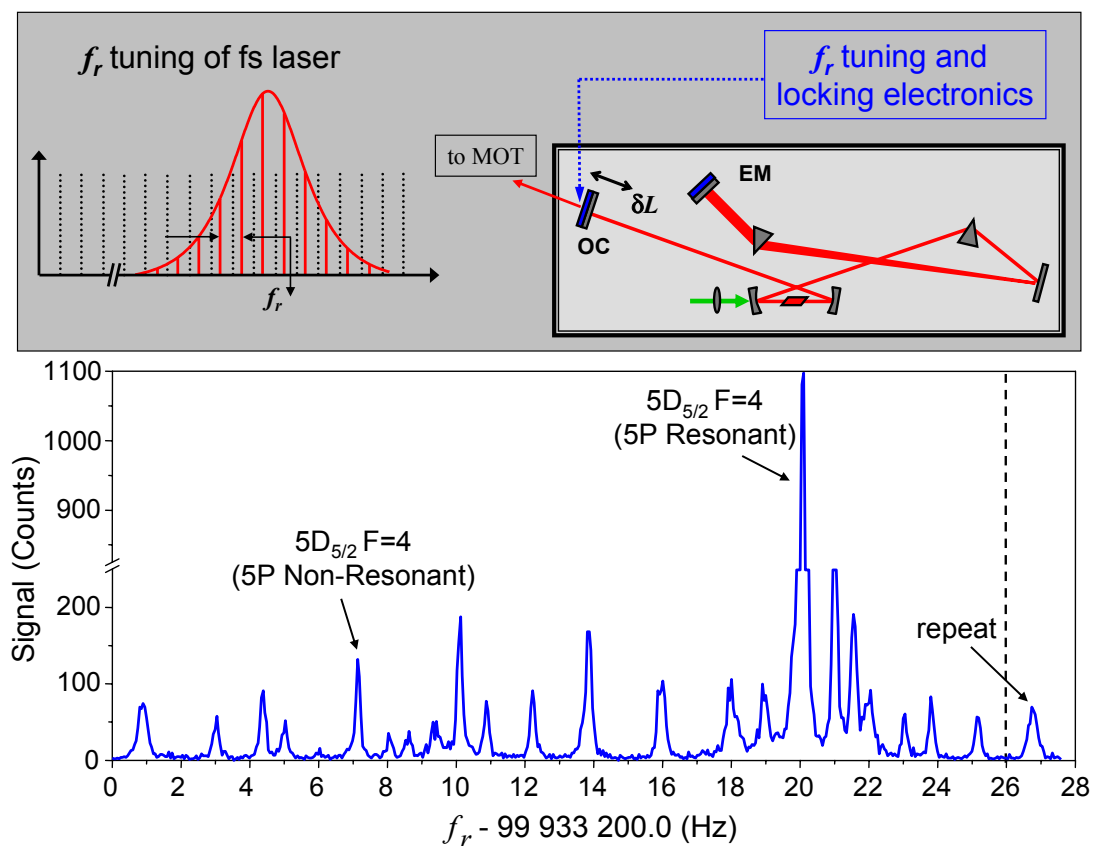 f_r tuning of fs laser
f_r
f_r tuning and
locking electronics
to MOT
δL
OC
EM
1100
1000
900
200
100
0
Signal (Counts)
5D5/2 F=4
(5P Non-Resonant)
5D5/2 F=4
(5P Resonant)
repeat
0 2 4 6 8 10 12 14 16 18 20 22 24 26 28
f_r - 99 933 200.0 (Hz)